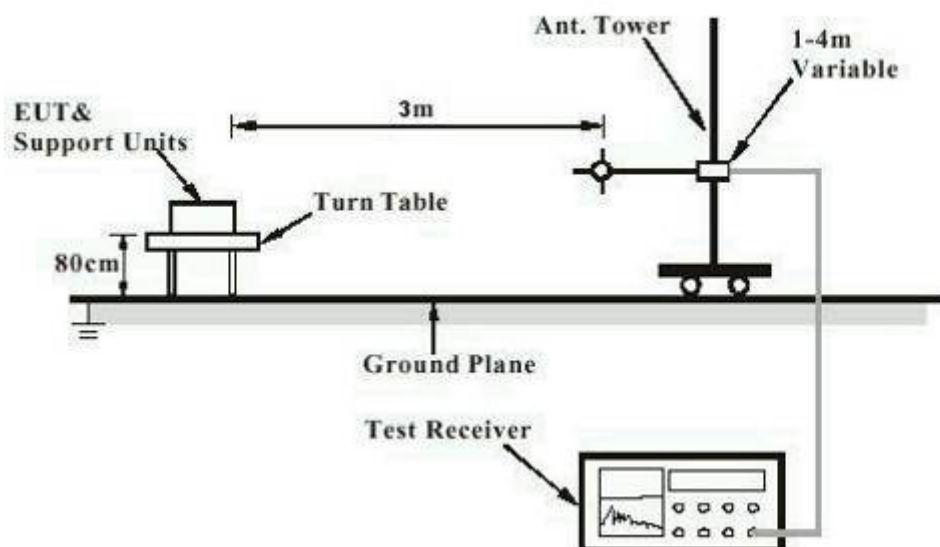 Ant. Tower
1-4m
Variable
EUT&
Support Units
3m
Turn Table
80cm
Ground Plane
Test Receiver